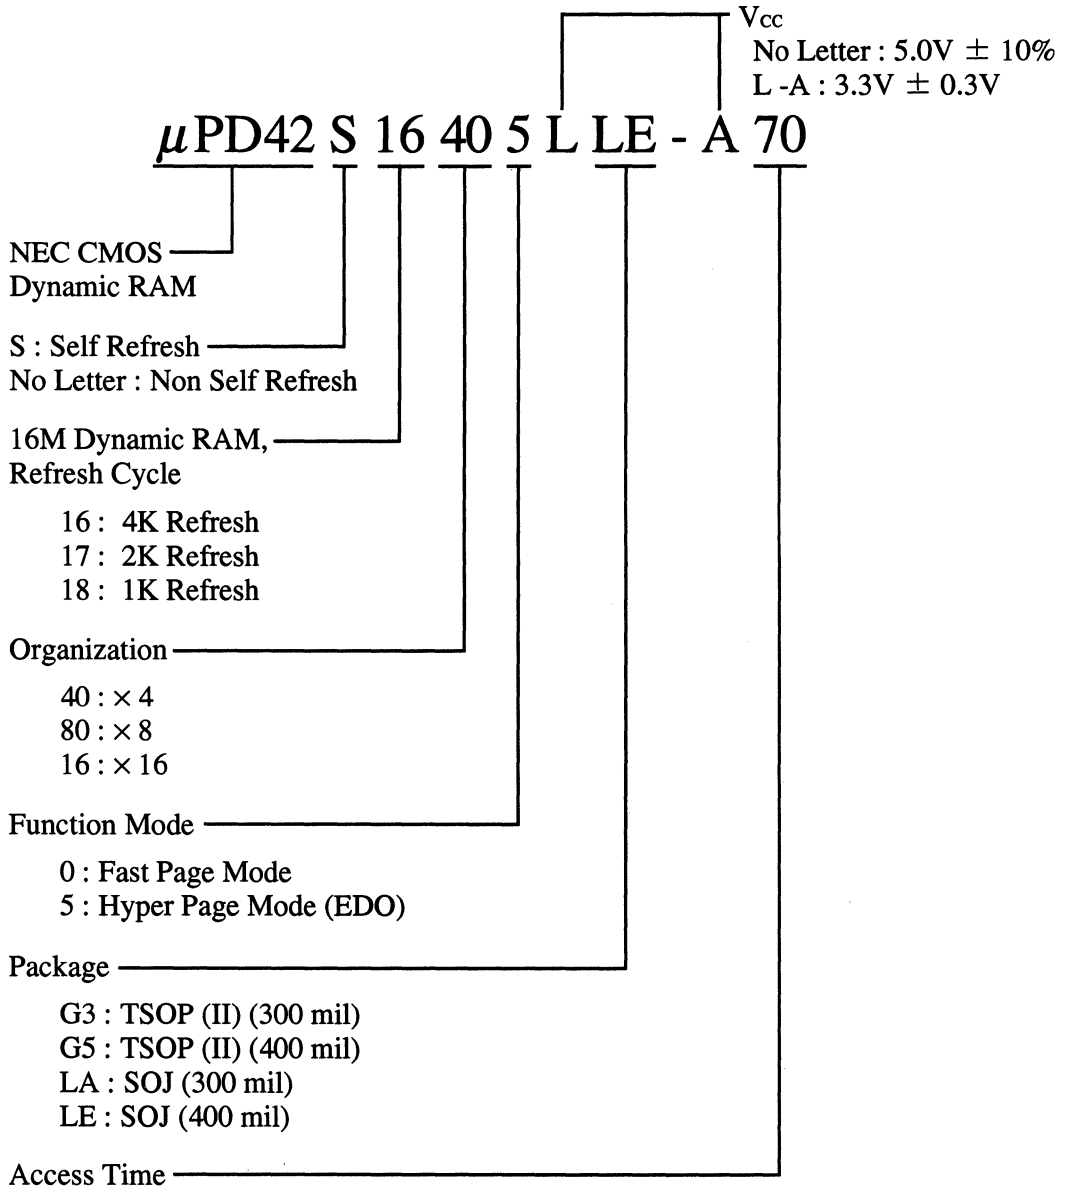 Vcc
No Letter : 5.0V ± 10%
L -A : 3.3V ± 0.3V
μPD42 S 16 40 5 L LE - A 70
NEC CMOS
Dynamic RAM
S : Self Refresh
No Letter : Non Self Refresh
16M Dynamic RAM,
Refresh Cycle
16 : 4K Refresh
17 : 2K Refresh
18 : 1K Refresh
Organization
40 : × 4
80 : × 8
16 : × 16
Function Mode
0 : Fast Page Mode
5 : Hyper Page Mode (EDO)
Package
G3 : TSOP (II) (300 mil)
G5 : TSOP (II) (400 mil)
LA : SOJ (300 mil)
LE : SOJ (400 mil)
Access Time